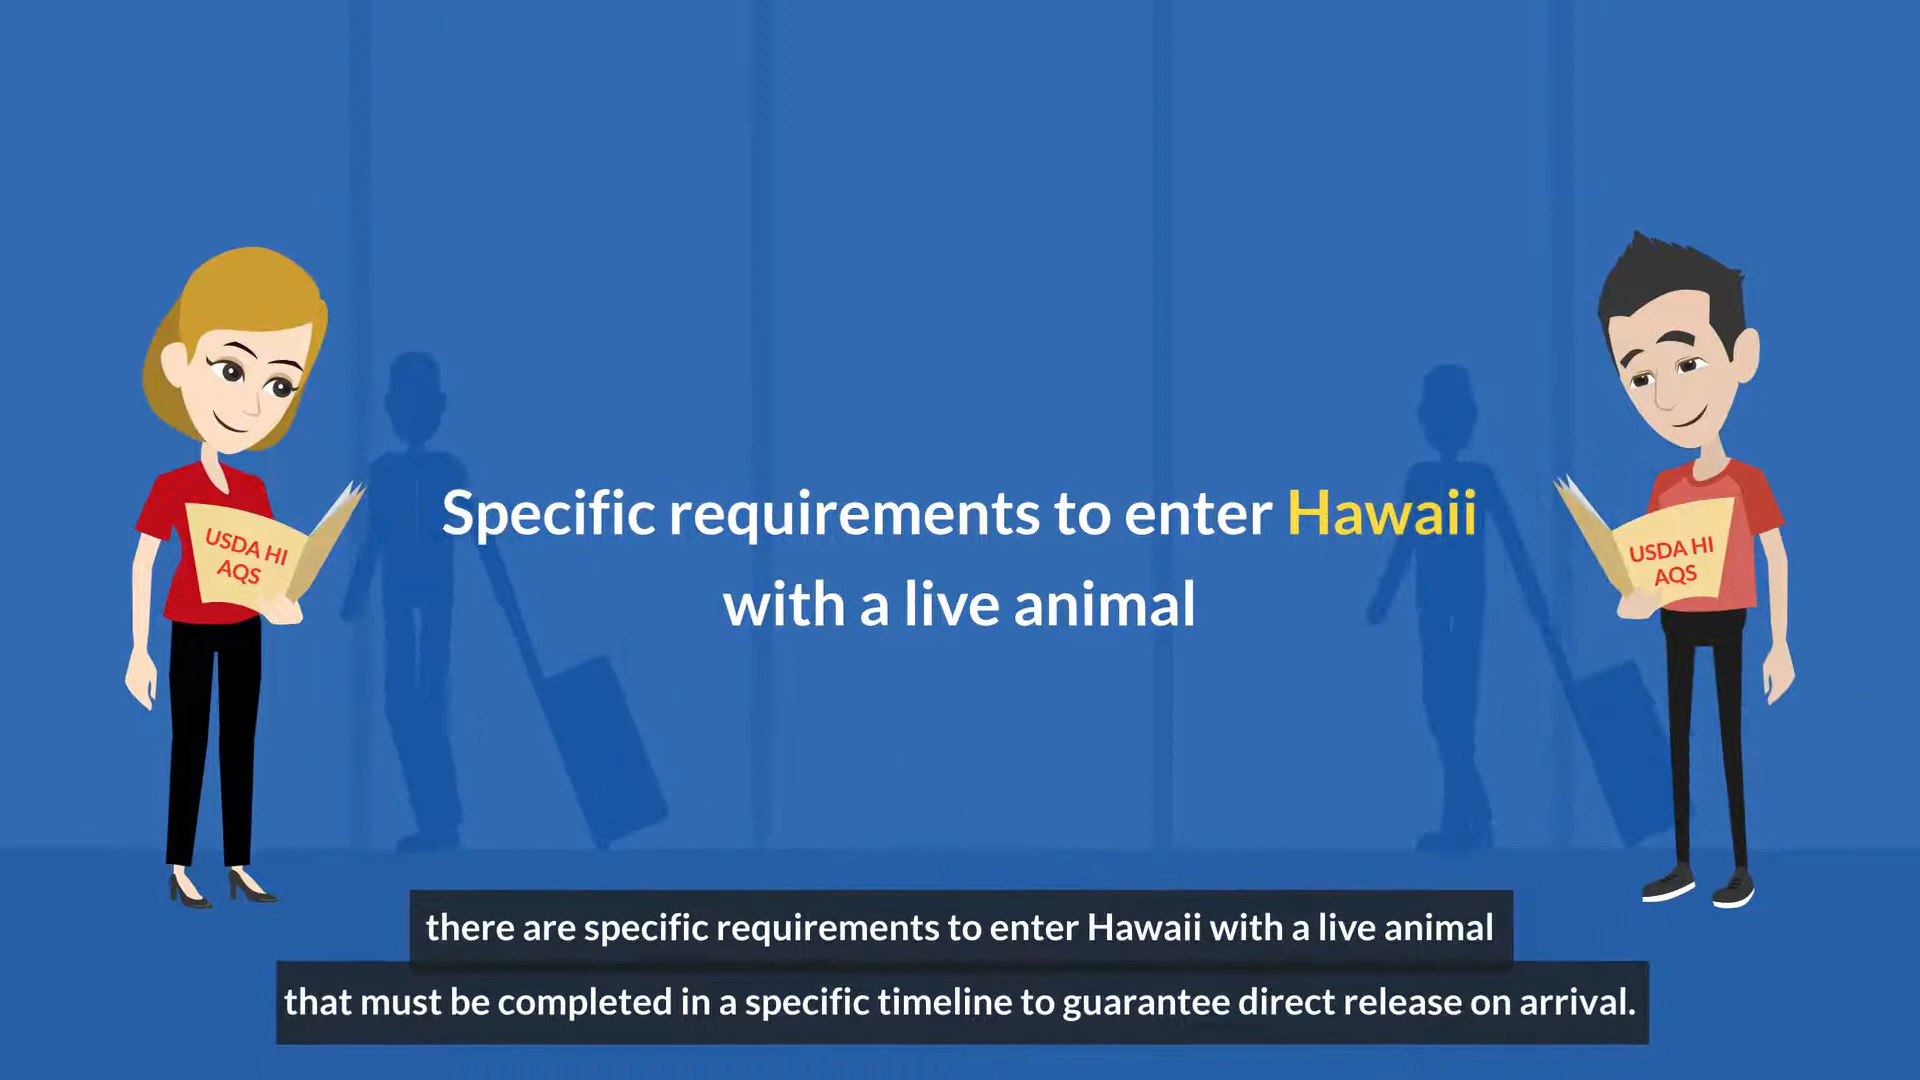 Specific requirements to enter Hawaii
with a live animal
USDA HI
AQS
USDA HI
AQS
there are specific requirements to enter Hawaii with a live animal
that must be completed in a specific timeline to guarantee direct release on arrival.